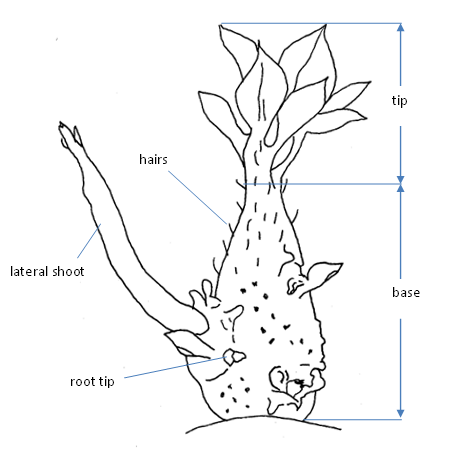 tip
hairs
lateral shoot
base
root tip